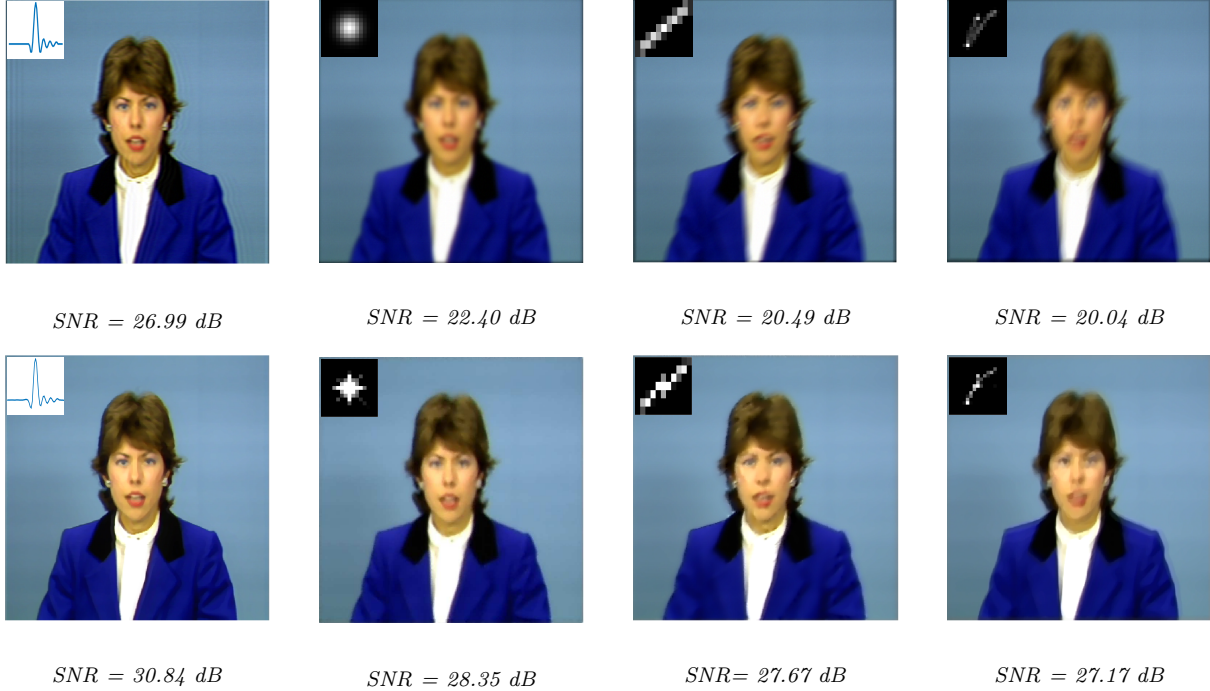 SNR = 26.99 dB
SNR = 22.40 dB
SNR = 20.49 dB
SNR = 20.04 dB
SNR = 30.84 dB
SNR = 28.35 dB
SNR= 27.67 dB
SNR = 27.17 dB